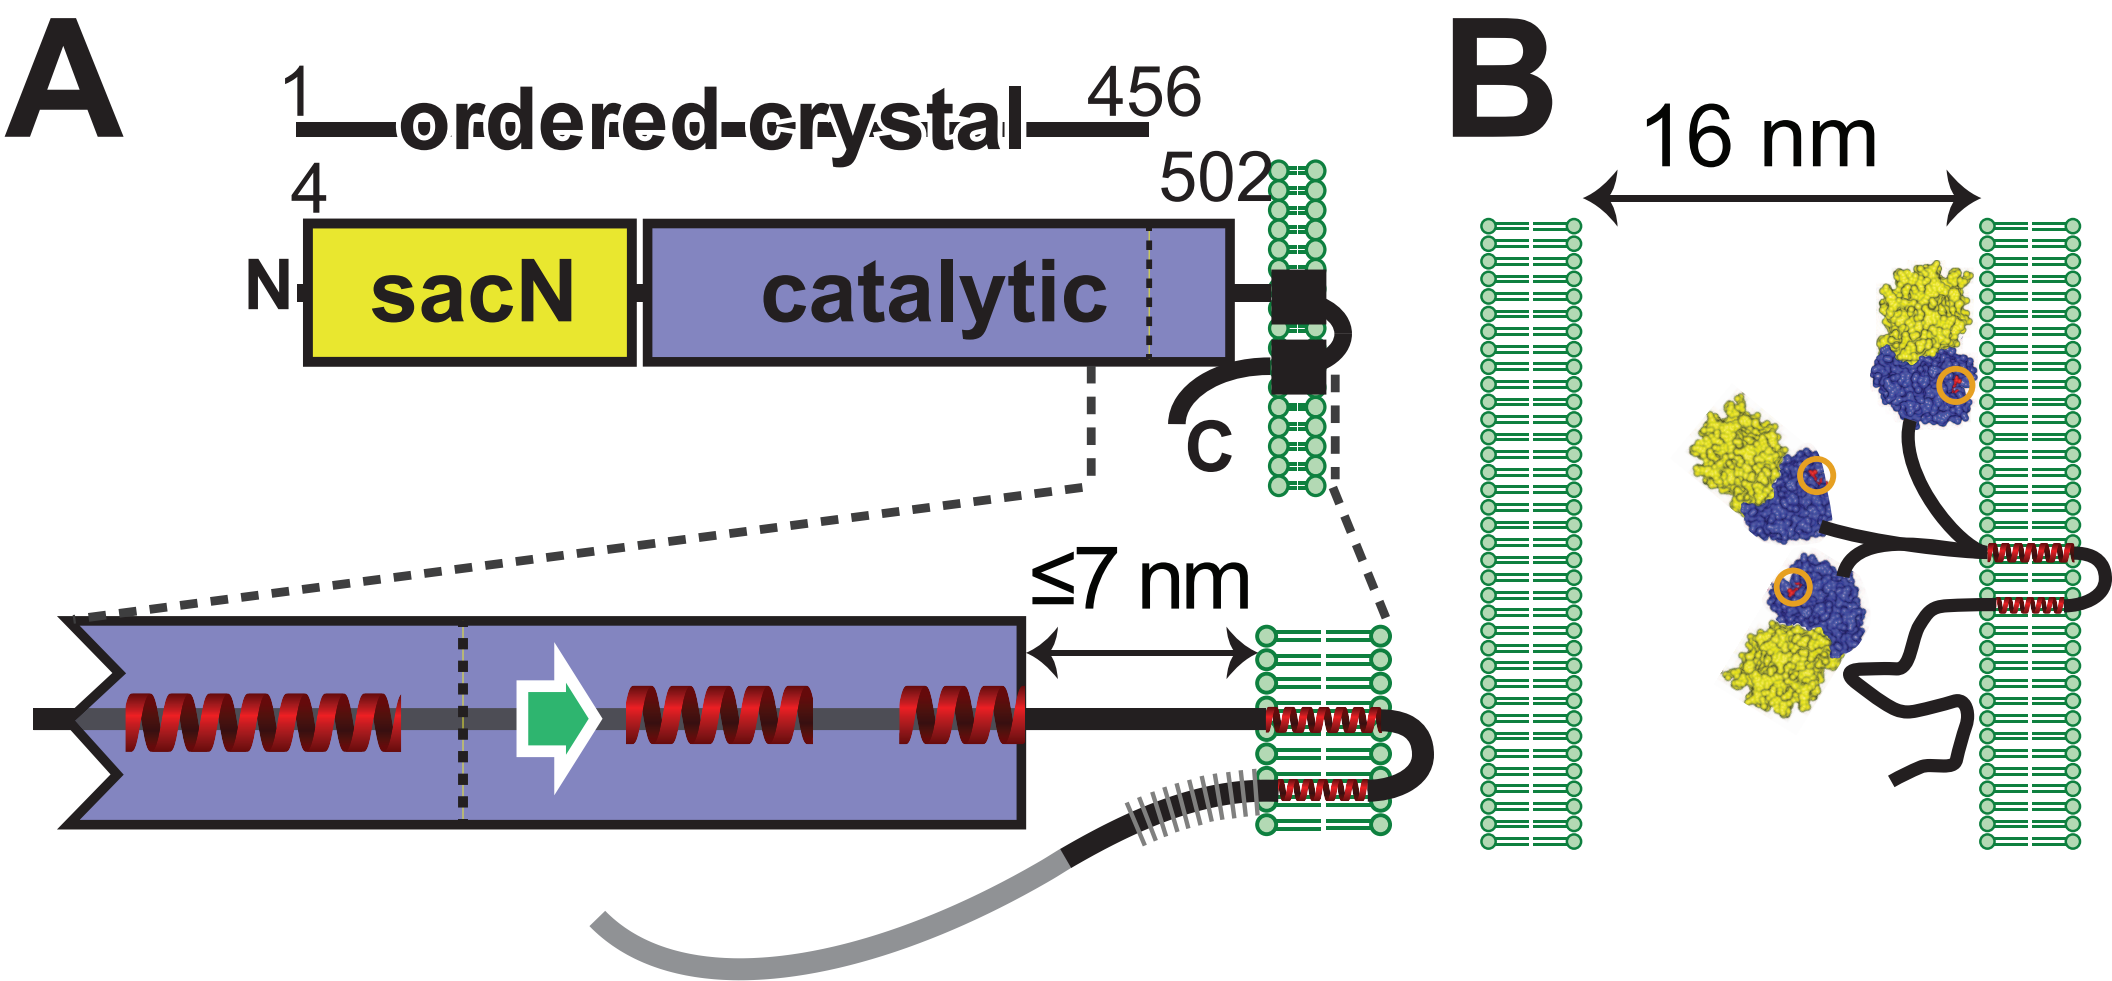 A
1
ordered crystal
456
4
502
N
sacN
catalytic
C
≤7 nm
B
16 nm